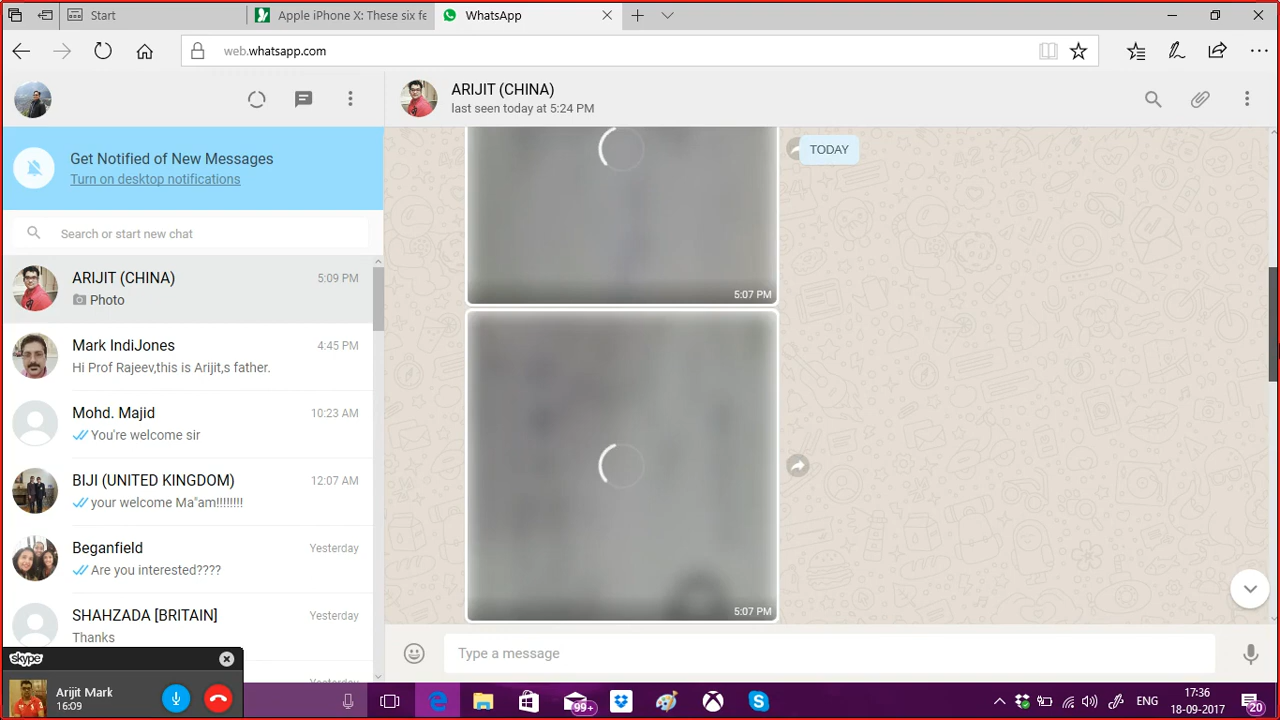 Start
Apple iPhone X: These six fe
WhatsApp
web.whatsapp.com
ARIJIT (CHINA)
last seen today at 5:24 PM
Get Notified of New Messages
Turn on desktop notifications
Search or start new chat
ARIJIT (CHINA) 5:09 PM
Photo
Mark IndiJones 4:45 PM
Hi Prof Rajeev,this is Arijit,s father.
Mohd. Majid 10:23 AM
You're welcome sir
BIJI (UNITED KINGDOM) 12:07 AM
your welcome Ma"am!!!!!!!!
Beganfield Yesterday
Are you interested????
SHAHZADA [BRITAIN] Yesterday
Thanks
TODAY
5:07 PM
5:07 PM
Type a message
skype
Arijit Mark
16:09
99+
ENG
17:36
18-09-2017
20